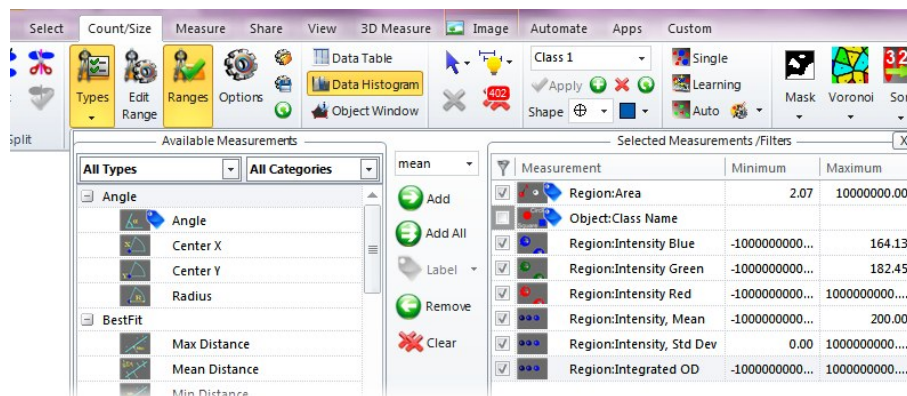 Select Count/Size Measure Share View 3D Measure Image Automate Apps Custom
Types Edit Range Ranges Options
Data Table
Data Histogram
Object Window
402
Class 1
Apply
Shape
Single
Learning
Auto
Mask Voronoi
Split
Available Measurements
All Types All Categories
Angle
Angle
Center X
Center Y
Radius
BestFit
Max Distance
Mean Distance
Min Distance
mean
Add
Add All
Label
Remove
Clear
Selected Measurements /Filters X
Measurement Minimum Maximum
Region:Area 2.07 10000000.00
Object:Class Name
Region:Intensity Blue -1000000000... 164.13
Region:Intensity Green -1000000000... 182.45
Region:Intensity Red -1000000000... 1000000000....
Region:Intensity, Mean -1000000000... 200.00
Region:Intensity, Std Dev 0.00 1000000000....
Region:Integrated OD -1000000000... 1000000000....